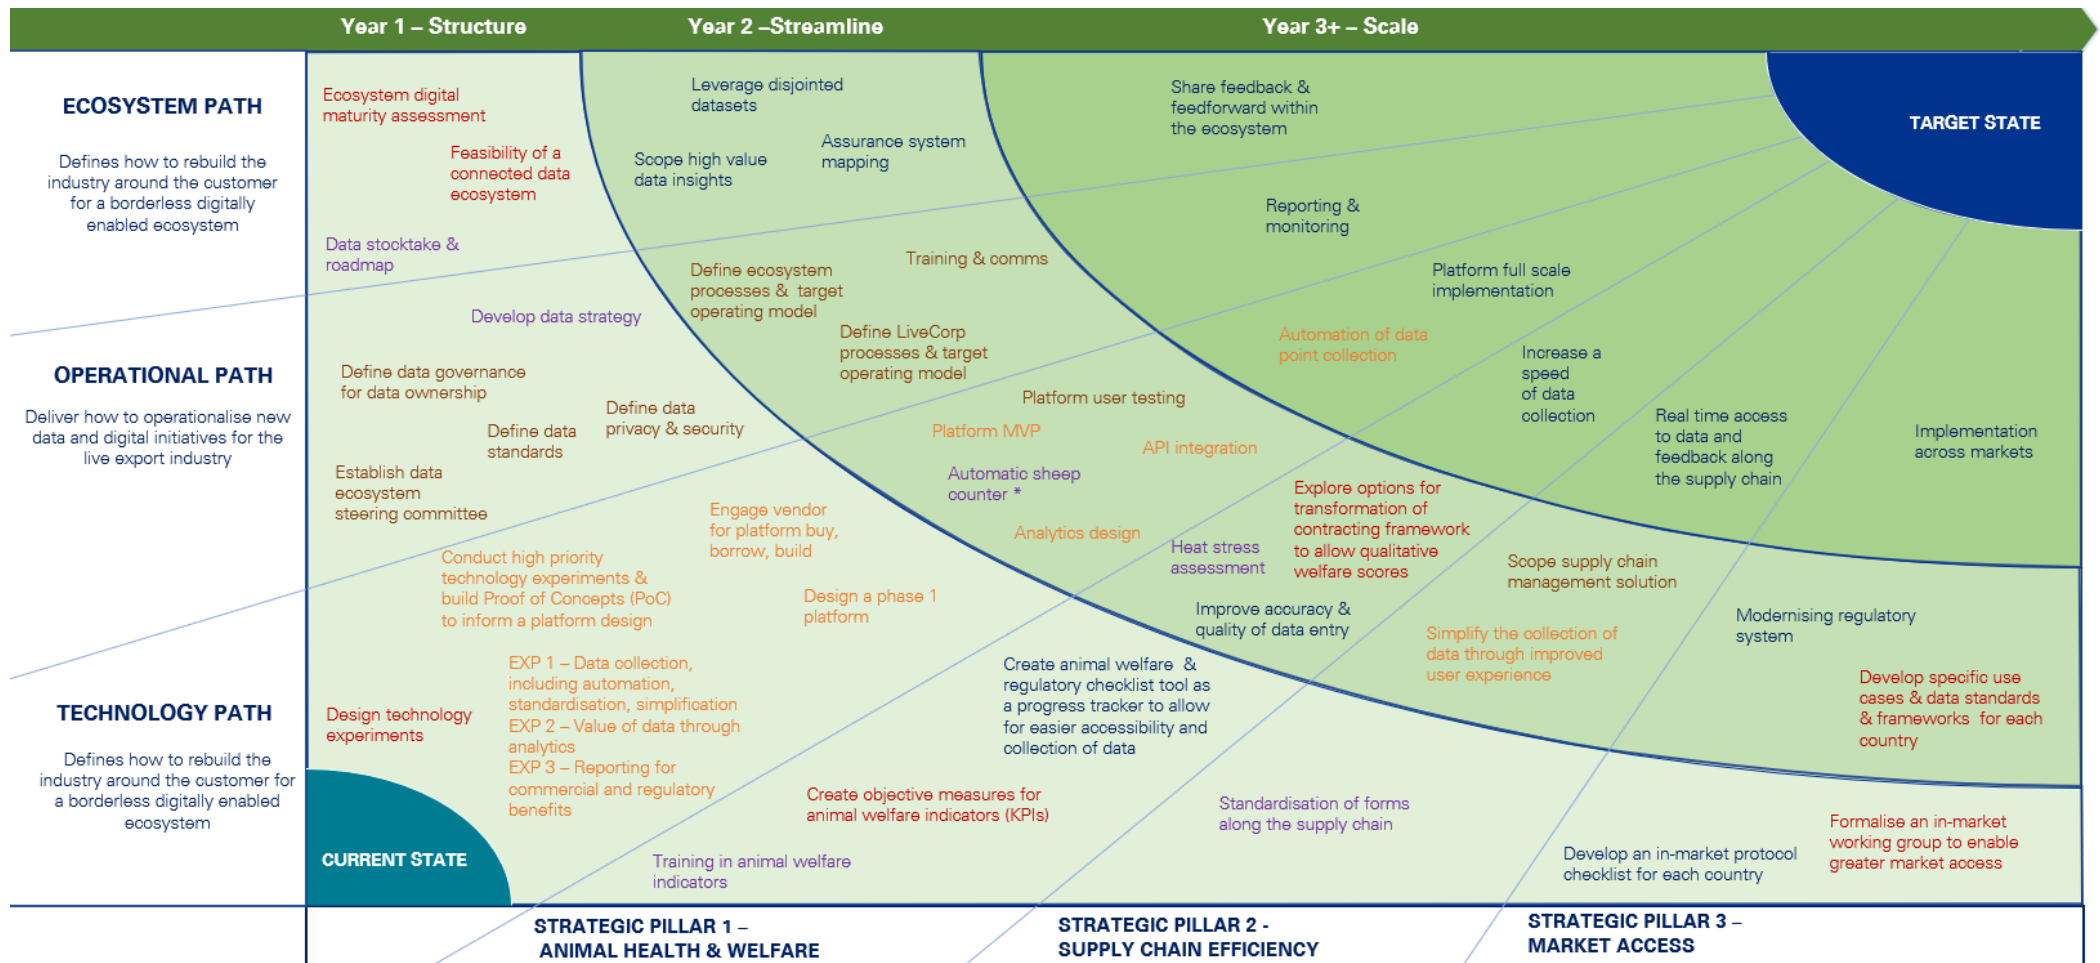 Year 1 – Structure
Year 2 –Streamline
Year 3+ – Scale
ECOSYSTEM PATH
Defines how to rebuild the
industry around the customer
for a borderless digitally
enabled ecosystem
OPERATIONAL PATH
Deliver how to operationalise new
data and digital initiatives for the
live export industry
TECHNOLOGY PATH
Defines how to rebuild the
industry around the customer for
a borderless digitally enabled
ecosystem
Ecosystem digital
maturity assessment
Feasibility of a
connected data
ecosystem
Data stocktake &
roadmap
Leverage disjointed
datasets
Assurance system
mapping
Scope high value
data insights
Share feedback &
feedforward within
the ecosystem
TARGET STATE
Develop data strategy
Define data governance
for data ownership
Define data
privacy & security
Define data
standards
Establish data
ecosystem
steering committee
Define ecosystem
processes & target
operating model
Training & comms
Define LiveCorp
processes & target
operating model
Platform user testing
Reporting &
monitoring
Platform full scale
implementation
Automation of data
point collection
Increase a
speed
of data
collection
Real time access
to data and
feedback along
the supply chain
Implementation
across markets
Platform MVP
API integration
Automatic sheep
counter *
Analytics design
Heat stress
assessment
Explore options for
transformation of
contracting framework
to allow qualitative
welfare scores
Improve accuracy &
quality of data entry
Scope supply chain
management solution
Simplify the collection of
data through improved
user experience
Modernising regulatory
system
Develop specific use
cases & data standards
& frameworks for each
country
Engage vendor
for platform buy,
borrow, build
Conduct high priority
technology experiments &
build Proof of Concepts (PoC)
to inform a platform design
Design a phase 1
platform
EXP 1 – Data collection,
including automation,
standardisation, simplification
EXP 2 – Value of data through
analytics
EXP 3 – Reporting for
commercial and regulatory
benefits
Design technology
experiments
CURRENT STATE
Create animal welfare &
regulatory checklist tool as
a progress tracker to allow
for easier accessibility and
collection of data
Create objective measures for
animal welfare indicators (KPIs)
Training in animal welfare
indicators
Standardisation of forms
along the supply chain
Develop an in-market protocol
checklist for each country
Formalise an in-market
working group to enable
greater market access
STRATEGIC PILLAR 1 –
ANIMAL HEALTH & WELFARE
STRATEGIC PILLAR 2 -
SUPPLY CHAIN EFFICIENCY
STRATEGIC PILLAR 3 –
MARKET ACCESS